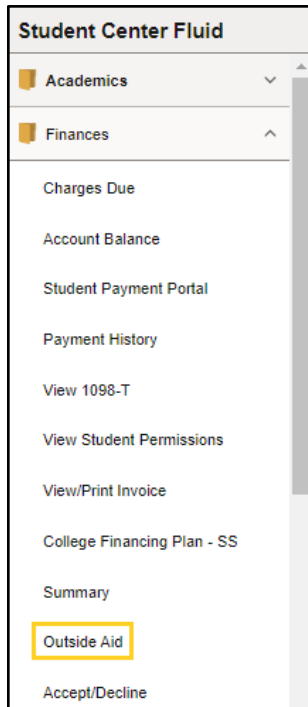 Student Center Fluid
Academics
Finances
Charges Due
Account Balance
Student Payment Portal
Payment History
View 1098-T
View Student Permissions
View/Print Invoice
College Financing Plan - SS
Summary
Outside Aid
Accept/Decline